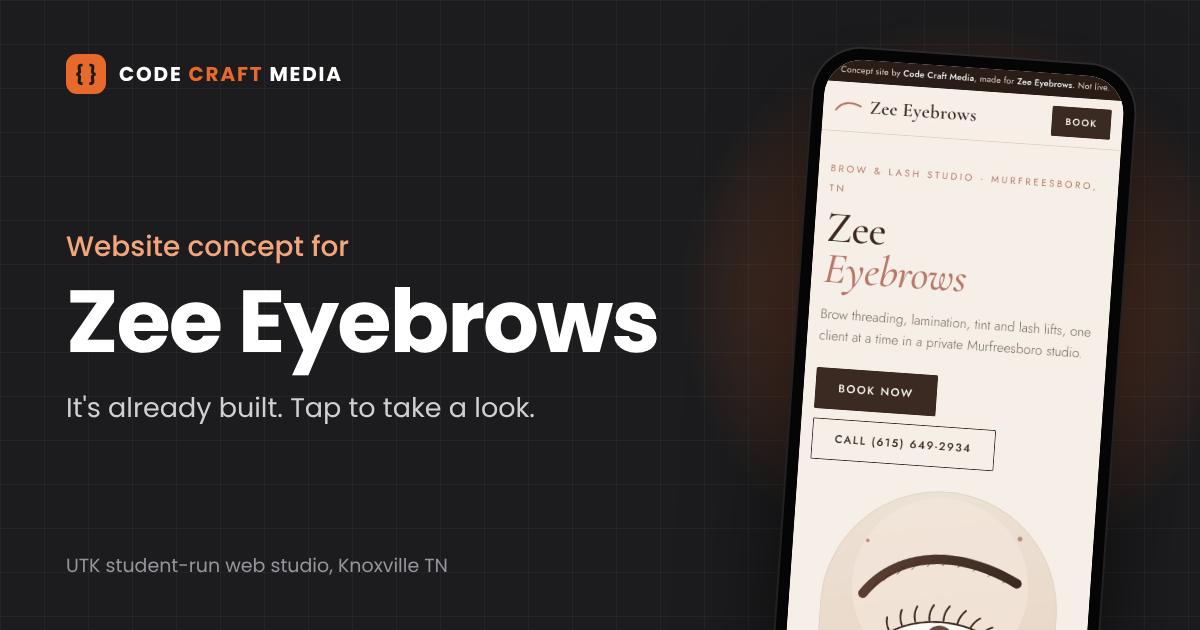 { } CODE CRAFT MEDIA
Website concept for
Zee Eyebrows
It's already built. Tap to take a look.
UTK student-run web studio, Knoxville TN
Concept site by Code Craft Media, made for Zee Eyebrows. Not live.
Zee Eyebrows
BOOK
BROW & LASH STUDIO · MURFREESBORO,
TN
Zee
Eyebrows
Brow threading, lamination, tint and lash lifts, one
client at a time in a private Murfreesboro studio.
BOOK NOW
CALL (615) 649-2934